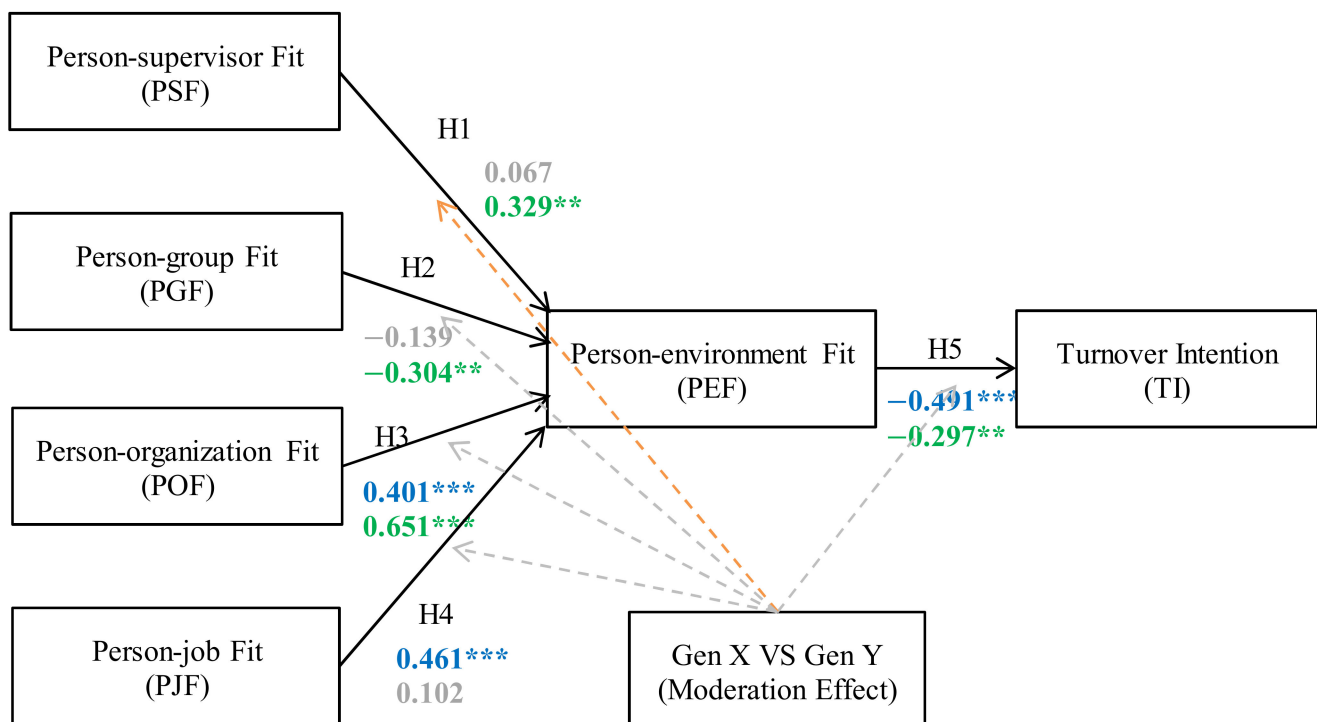 Person-supervisor Fit
(PSF)
H1
0.067
0.329**
Person-group Fit
(PGF)
H2
−0.139
−0.304**
Person-environment Fit
(PEF)
H5
−0.491***
−0.297**
Turnover Intention
(TI)
Person-organization Fit
(POF)
H3
0.401***
0.651***
Person-job Fit
(PJF)
H4
0.461***
0.102
Gen X VS Gen Y
(Moderation Effect)